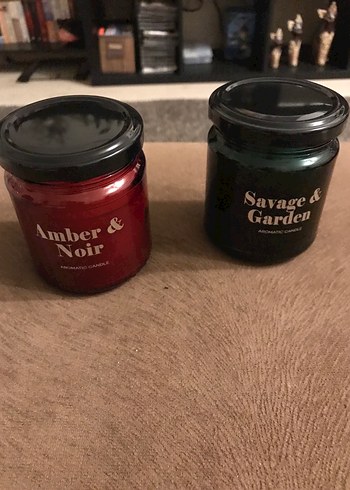 Amber &
Noir
AROMATIC CANDLE
Savage &
Garden
AROMATIC CANDLE